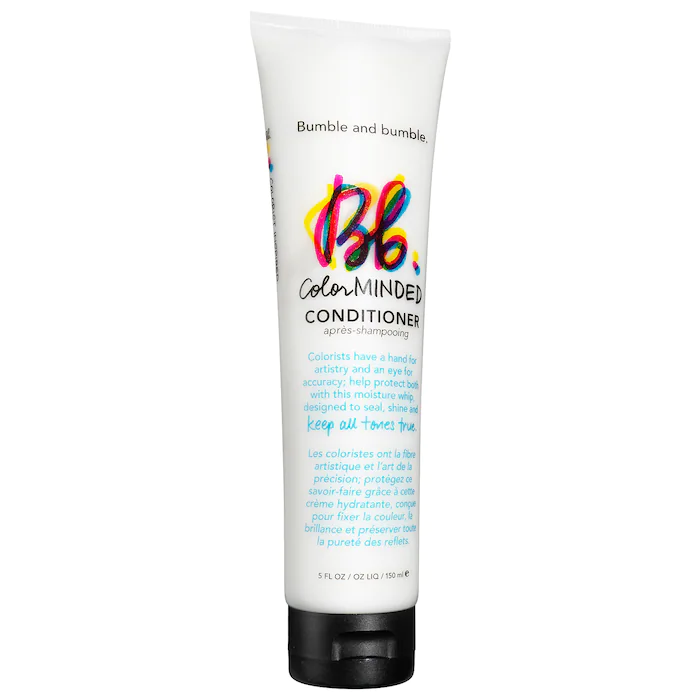 Bumble and bumble.
Bb.
Color MINDED
CONDITIONER
après-shampooing
Colorists have a hand for
artistry and an eye for
accuracy; help protect both
with this moisture whip,
designed to seal, shine and
keep all tones true.
Les coloristes ont la fibre
artistique et l'art de la
précision; protégez ce
savoir-faire grâce à cette
crème hydratante, conçue
pour fixer la couleur, la
brillance et préserver toute
la pureté des reflets.
5 FL OZ / OZ LIQ / 150 ml e